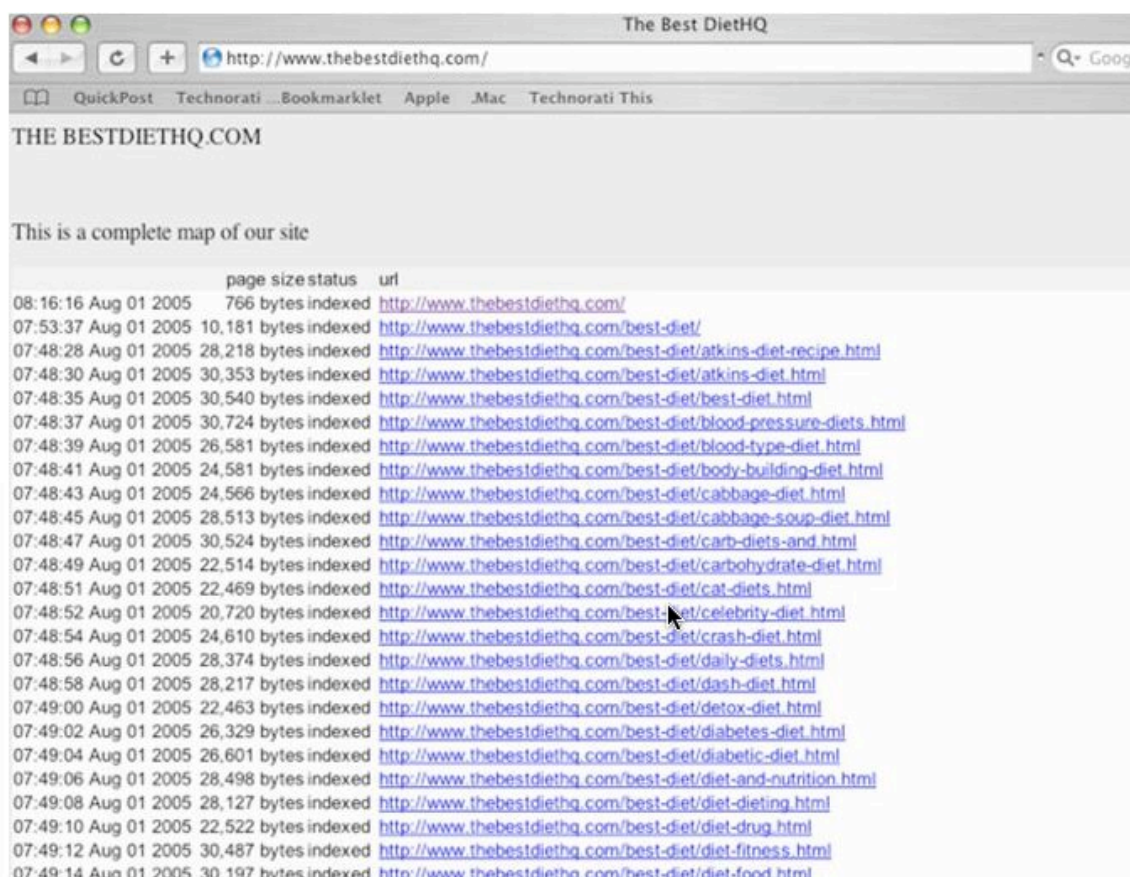 The Best DietHQ
http://www.thebestdiethq.com/
Goog
QuickPost Technorati ...Bookmarklet Apple .Mac Technorati This
THE BESTDIETHQ.COM
This is a complete map of our site
page size status url
08:16:16 Aug 01 2005 766 bytes indexed http://www.thebestdiethq.com/
07:53:37 Aug 01 2005 10,181 bytes indexed http://www.thebestdiethq.com/best-diet/
07:48:28 Aug 01 2005 28,218 bytes indexed http://www.thebestdiethq.com/best-diet/atkins-diet-recipe.html
07:48:30 Aug 01 2005 30,353 bytes indexed http://www.thebestdiethq.com/best-diet/atkins-diet.html
07:48:35 Aug 01 2005 30,540 bytes indexed http://www.thebestdiethq.com/best-diet/best-diet.html
07:48:37 Aug 01 2005 30,724 bytes indexed http://www.thebestdiethq.com/best-diet/blood-pressure-diets.html
07:48:39 Aug 01 2005 26,581 bytes indexed http://www.thebestdiethq.com/best-diet/blood-type-diet.html
07:48:41 Aug 01 2005 24,581 bytes indexed http://www.thebestdiethq.com/best-diet/body-building-diet.html
07:48:43 Aug 01 2005 24,566 bytes indexed http://www.thebestdiethq.com/best-diet/cabbage-diet.html
07:48:45 Aug 01 2005 28,513 bytes indexed http://www.thebestdiethq.com/best-diet/cabbage-soup-diet.html
07:48:47 Aug 01 2005 30,524 bytes indexed http://www.thebestdiethq.com/best-diet/carb-diets-and.html
07:48:49 Aug 01 2005 22,514 bytes indexed http://www.thebestdiethq.com/best-diet/carbohydrate-diet.html
07:48:51 Aug 01 2005 22,469 bytes indexed http://www.thebestdiethq.com/best-diet/cat-diets.html
07:48:52 Aug 01 2005 20,720 bytes indexed http://www.thebestdiethq.com/best-diet/celebrity-diet.html
07:48:54 Aug 01 2005 24,610 bytes indexed http://www.thebestdiethq.com/best-diet/crash-diet.html
07:48:56 Aug 01 2005 28,374 bytes indexed http://www.thebestdiethq.com/best-diet/daily-diets.html
07:48:58 Aug 01 2005 28,217 bytes indexed http://www.thebestdiethq.com/best-diet/dash-diet.html
07:49:00 Aug 01 2005 22,463 bytes indexed http://www.thebestdiethq.com/best-diet/detox-diet.html
07:49:02 Aug 01 2005 26,329 bytes indexed http://www.thebestdiethq.com/best-diet/diabetes-diet.html
07:49:04 Aug 01 2005 26,601 bytes indexed http://www.thebestdiethq.com/best-diet/diabetic-diet.html
07:49:06 Aug 01 2005 28,498 bytes indexed http://www.thebestdiethq.com/best-diet/diet-and-nutrition.html
07:49:08 Aug 01 2005 28,127 bytes indexed http://www.thebestdiethq.com/best-diet/diet-dieting.html
07:49:10 Aug 01 2005 22,522 bytes indexed http://www.thebestdiethq.com/best-diet/diet-drug.html
07:49:12 Aug 01 2005 30,487 bytes indexed http://www.thebestdiethq.com/best-diet/diet-fitness.html
07:49:14 Aug 01 2005 30,197 bytes indexed http://www.thebestdiethq.com/best-diet/diet-food.html